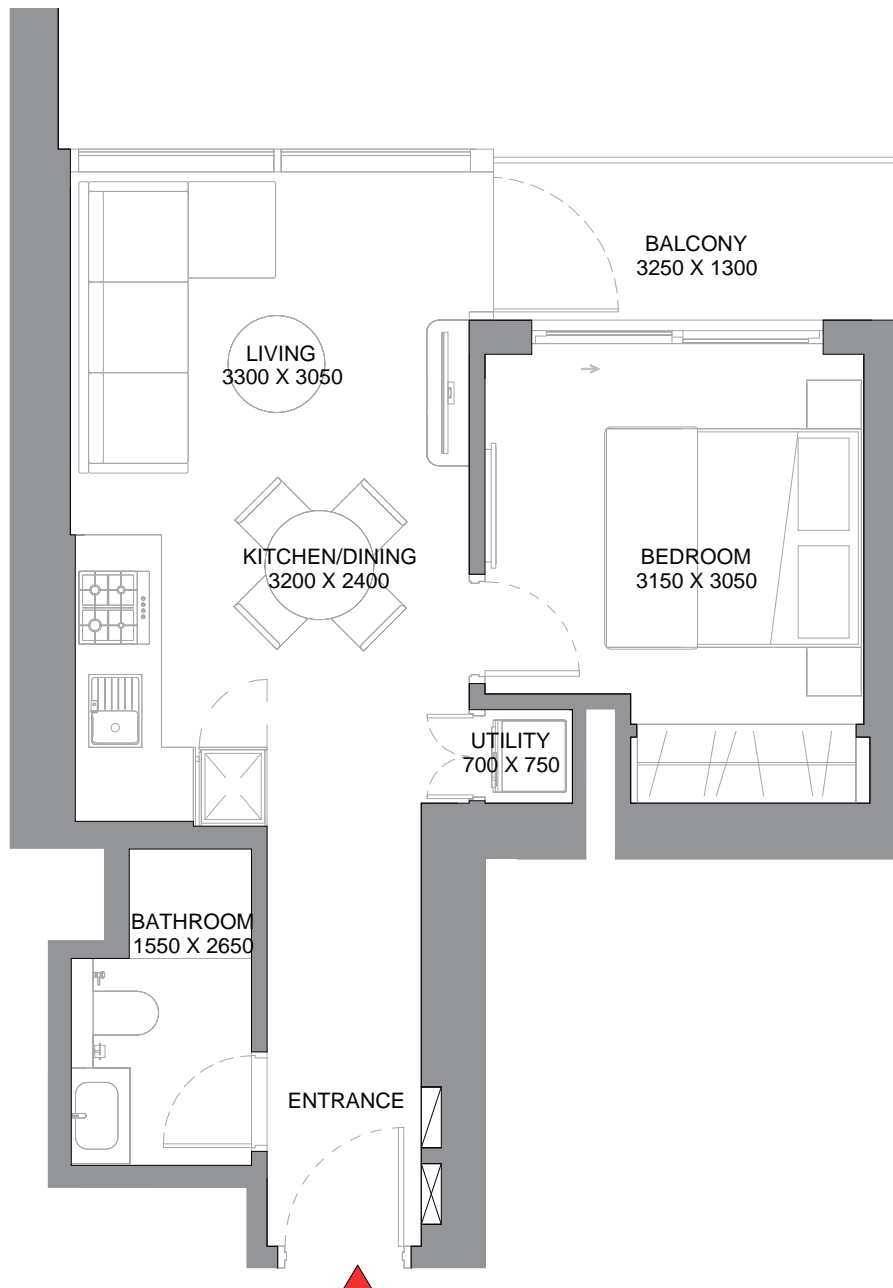 BALCONY
3250 X 1300
LIVING
3300 X 3050
KITCHEN/DINING
3200 X 2400
BEDROOM
3150 X 3050
UTILITY
700 X 750
BATHROOM
1550 X 2650
ENTRANCE